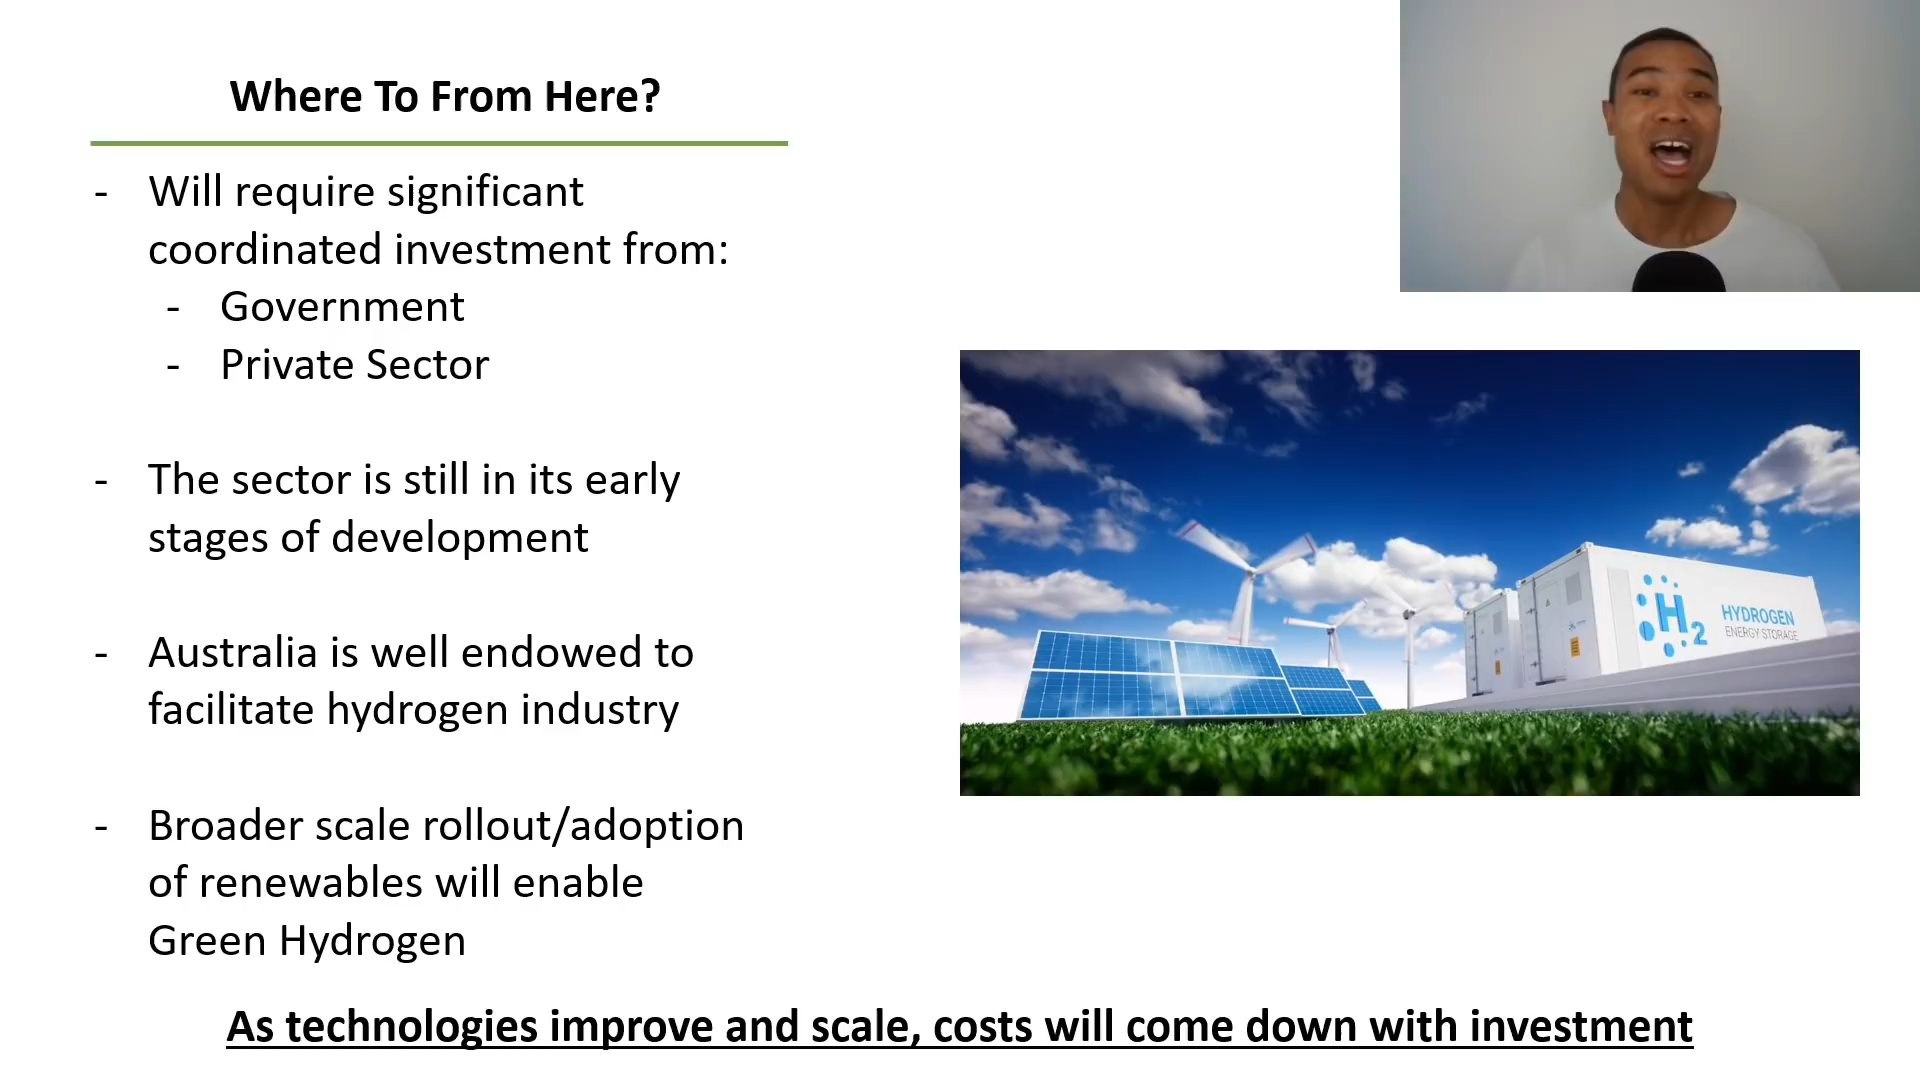 Where To From Here?
- Will require significant
coordinated investment from:
- Government
- Private Sector
- The sector is still in its early
stages of development
- Australia is well endowed to
facilitate hydrogen industry
- Broader scale rollout/adoption
of renewables will enable
Green Hydrogen
H2
HYDROGEN
ENERGY STORAGE
As technologies improve and scale, costs will come down with investment